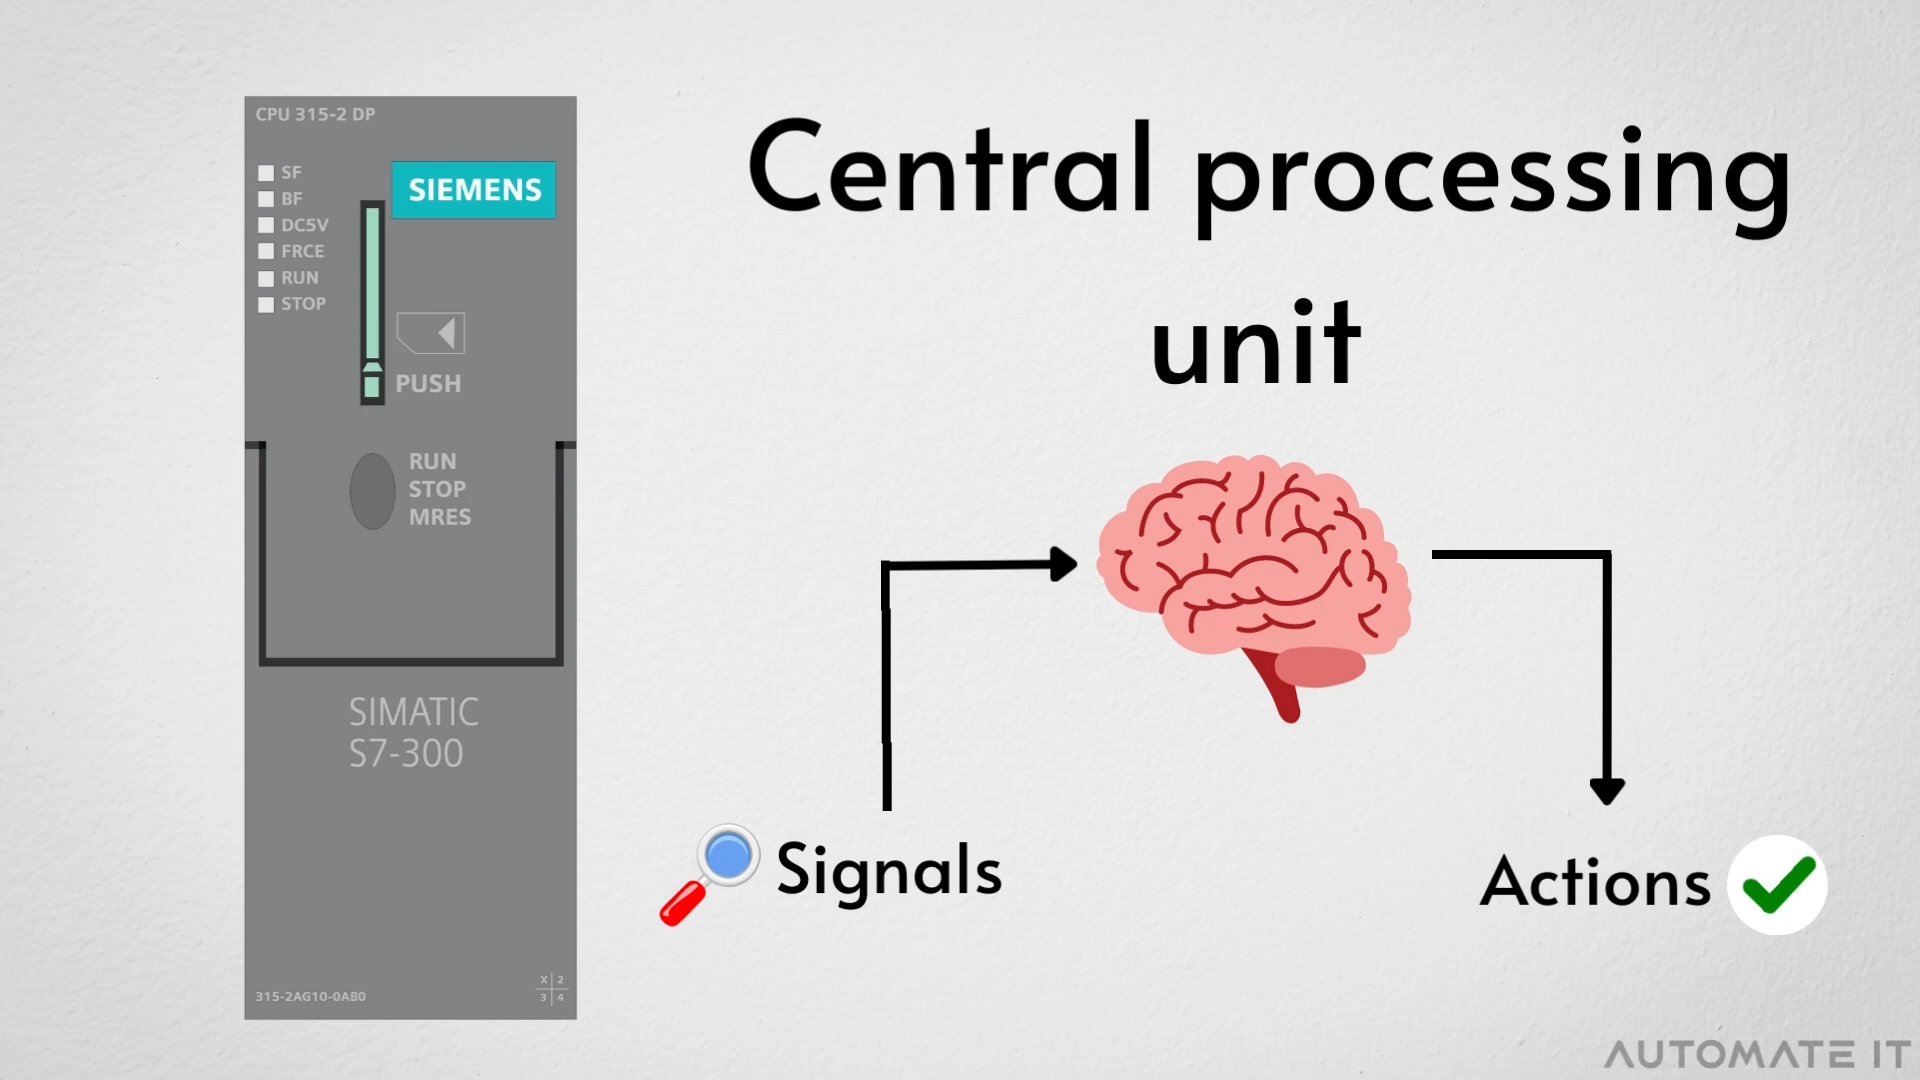 CPU 315-2 DP
SF
BF
DC5V
FRCE
RUN
STOP
SIEMENS
PUSH
RUN
STOP
MRES
SIMATIC
S7-300
315-2AG10-0AB0
X 2
3 4
Central processing
unit
Signals
Actions
AUTOMATE IT